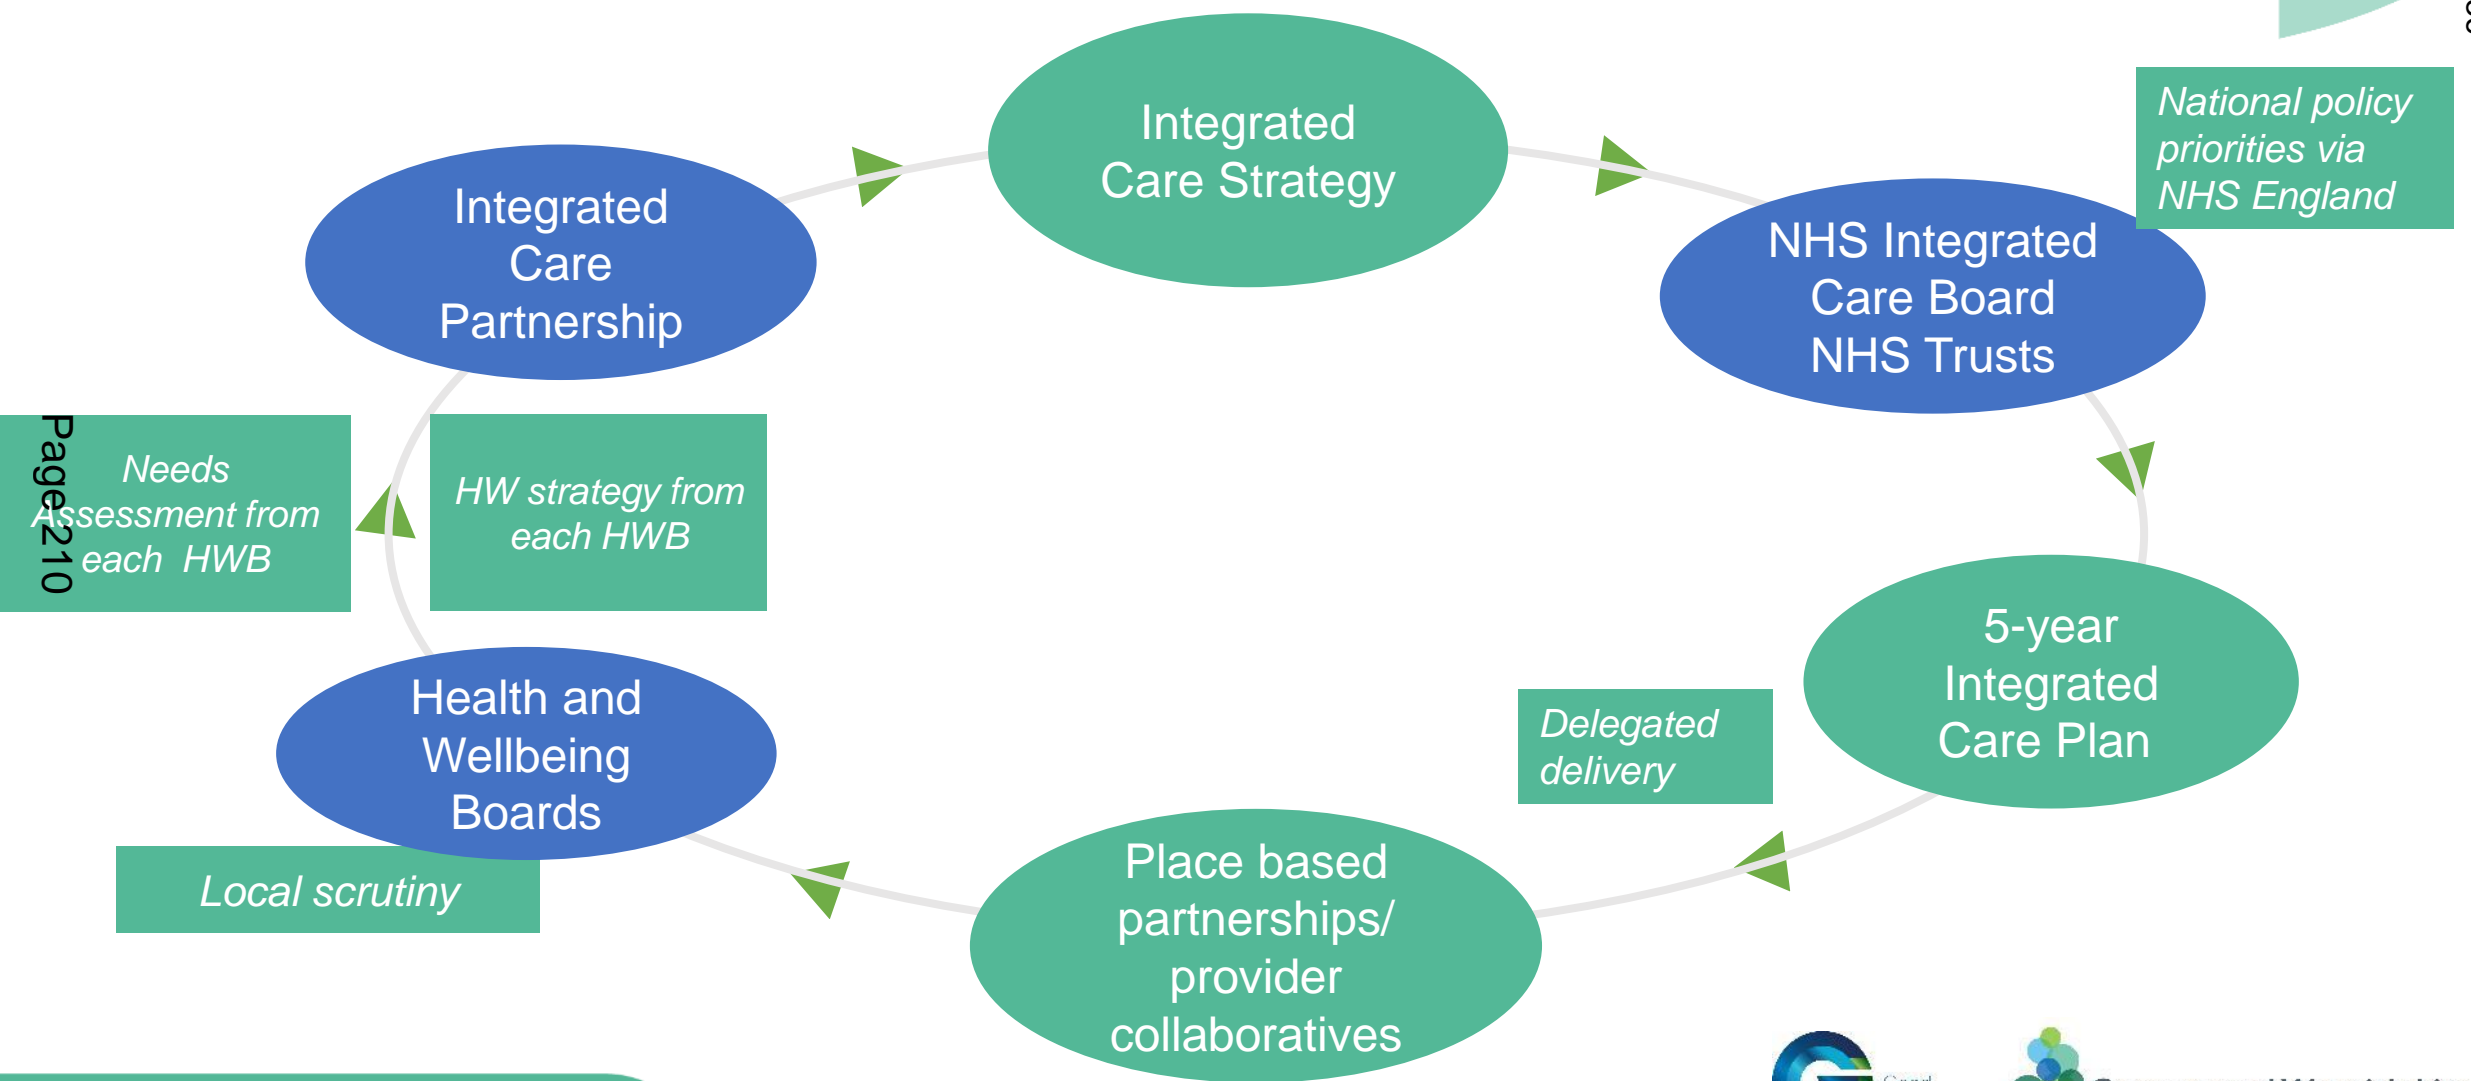 Integrated
Care Strategy
National policy
priorities via
NHS England
Integrated
Care
Partnership
NHS Integrated
Care Board
NHS Trusts
Page 210
Needs
Assessment from
each HWB
HW strategy from
each HWB
5-year
Integrated
Care Plan
Health and
Wellbeing
Boards
Delegated
delivery
Place based
partnerships/
provider
collaboratives
Local scrutiny